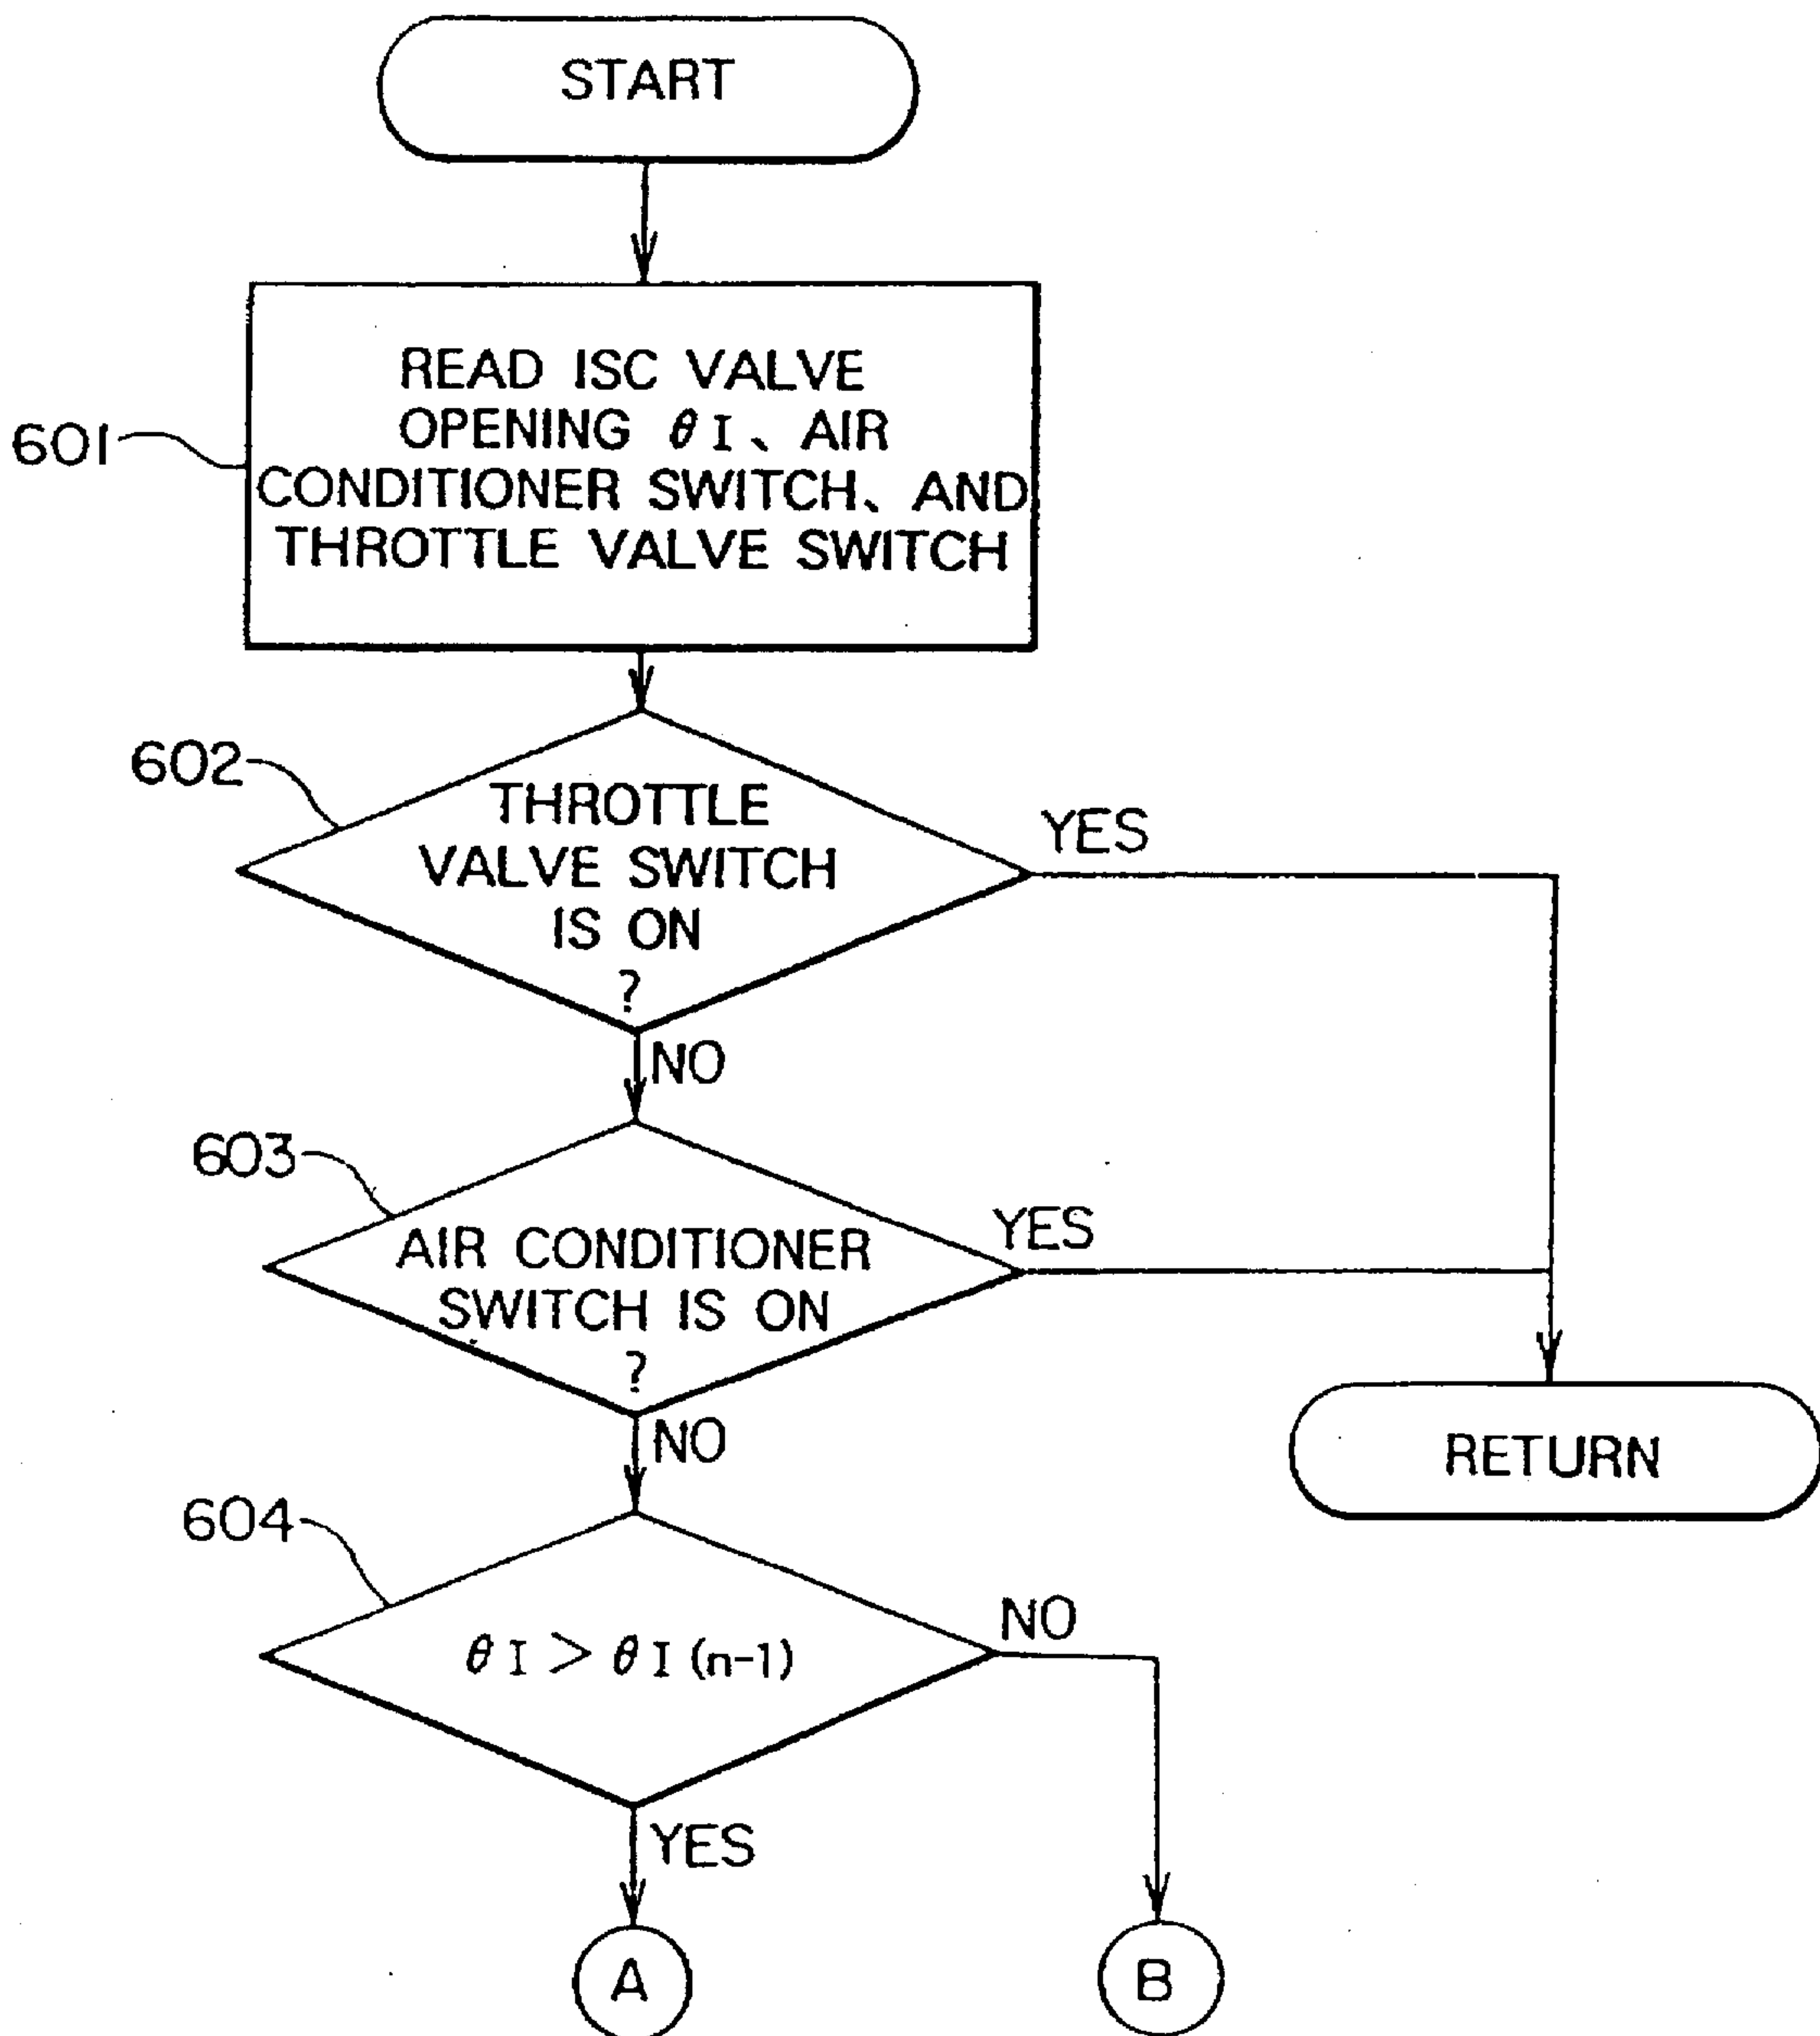 START
READ ISC VALVE
OPENING θI、AIR
CONDITIONER SWITCH、AND
THROTTLE VALVE SWITCH
601
602
THROTTLE
VALVE SWITCH
IS ON
?
YES
NO
603
AIR CONDITIONER
SWITCH IS ON
?
YES
NO
RETURN
604
θI > θI(n-1)
NO
YES
A
B